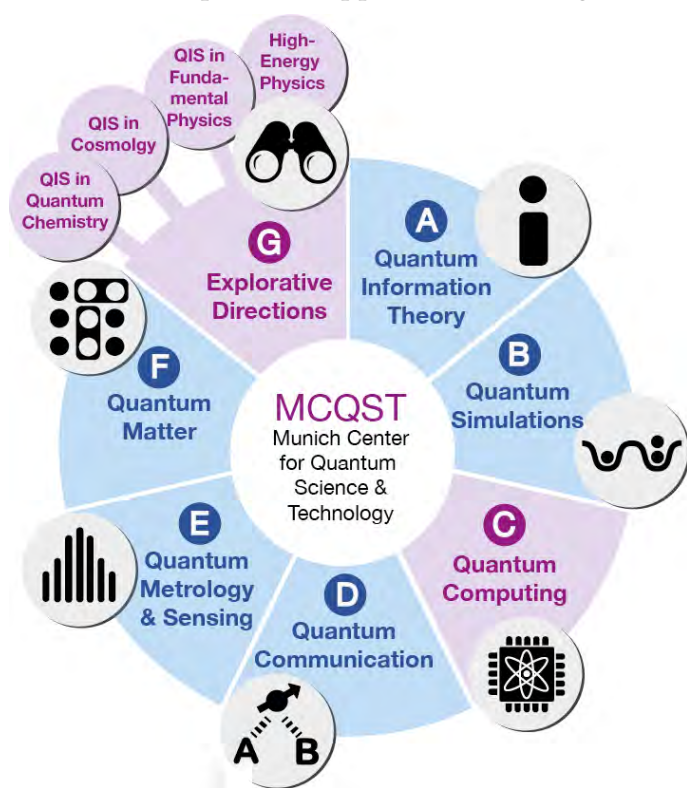 High-
Energy
Physics
QIS in
Funda-
mental
Physics
QIS in
Cosmolgy
QIS in
Quantum
Chemistry
G
Explorative
Directions
A
Quantum
Information
Theory
B
Quantum
Simulations
C
Quantum
Computing
D
Quantum
Communication
A B
E
Quantum
Metrology
& Sensing
F
Quantum
Matter
MCQST
Munich Center
for Quantum
Science &
Technology